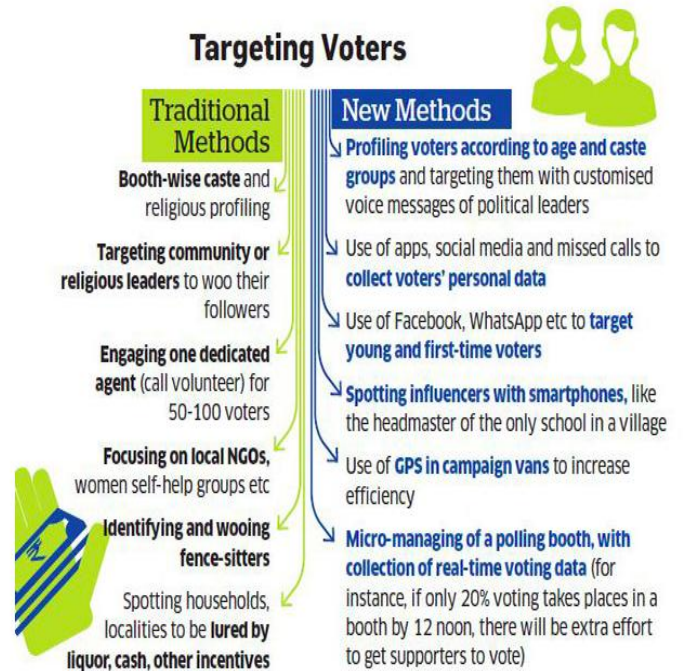 Targeting Voters
Traditional
Methods
Booth-wise caste and
religious profiling
Targeting community or
religious leaders to woo their
followers
Engaging one dedicated
agent (call volunteer) for
50-100 voters
Focusing on local NGOs,
women self-help groups etc
Identifying and wooing
fence-sitters
Spotting households,
localities to be lured by
liquor, cash, other incentives
New Methods
Profiling voters according to age and caste
groups and targeting them with customised
voice messages of political leaders
Use of apps, social media and missed calls to
collect voters' personal data
Use of Facebook, WhatsApp etc to target
young and first-time voters
Spotting influencers with smartphones, like
the headmaster of the only school in a village
Use of GPS in campaign vans to increase
efficiency
Micro-managing of a polling booth, with
collection of real-time voting data (for
instance, if only 20% voting takes places in a
booth by 12 noon, there will be extra effort
to get supporters to vote)